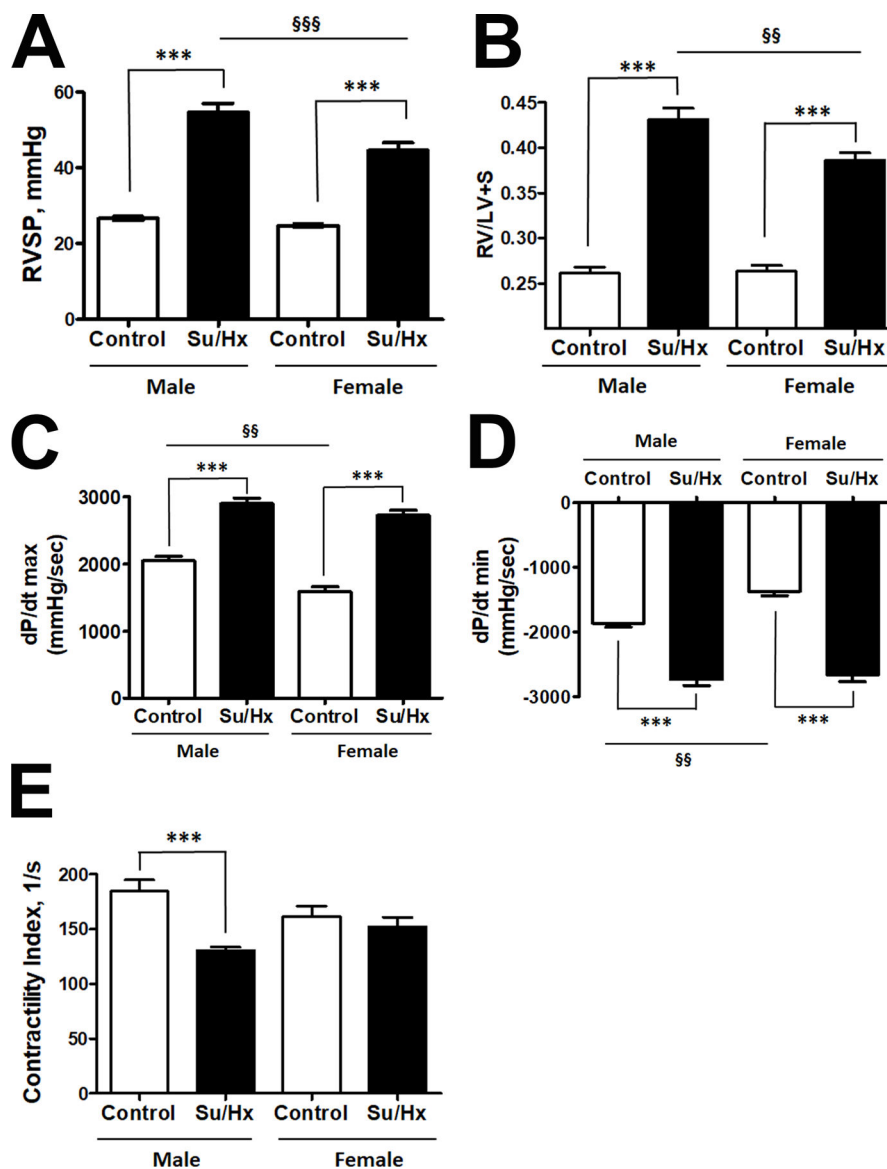 A
§§§
***
***
RVSP, mmHg
60
40
20
0
Control Su/Hx Control Su/Hx
Male Female
B
§§
***
***
RV/LV+S
0.45
0.40
0.35
0.30
0.25
Control Su/Hx Control Su/Hx
Male Female
C
§§
***
***
dP/dt max
(mmHg/sec)
3000
2000
1000
0
Control Su/Hx Control Su/Hx
Male Female
D
Male Female
Control Su/Hx Control Su/Hx
dP/dt min
(mmHg/sec)
0
-1000
-2000
-3000
***
***
§§
E
***
Contractility Index, 1/s
200
150
100
50
0
Control Su/Hx Control Su/Hx
Male Female